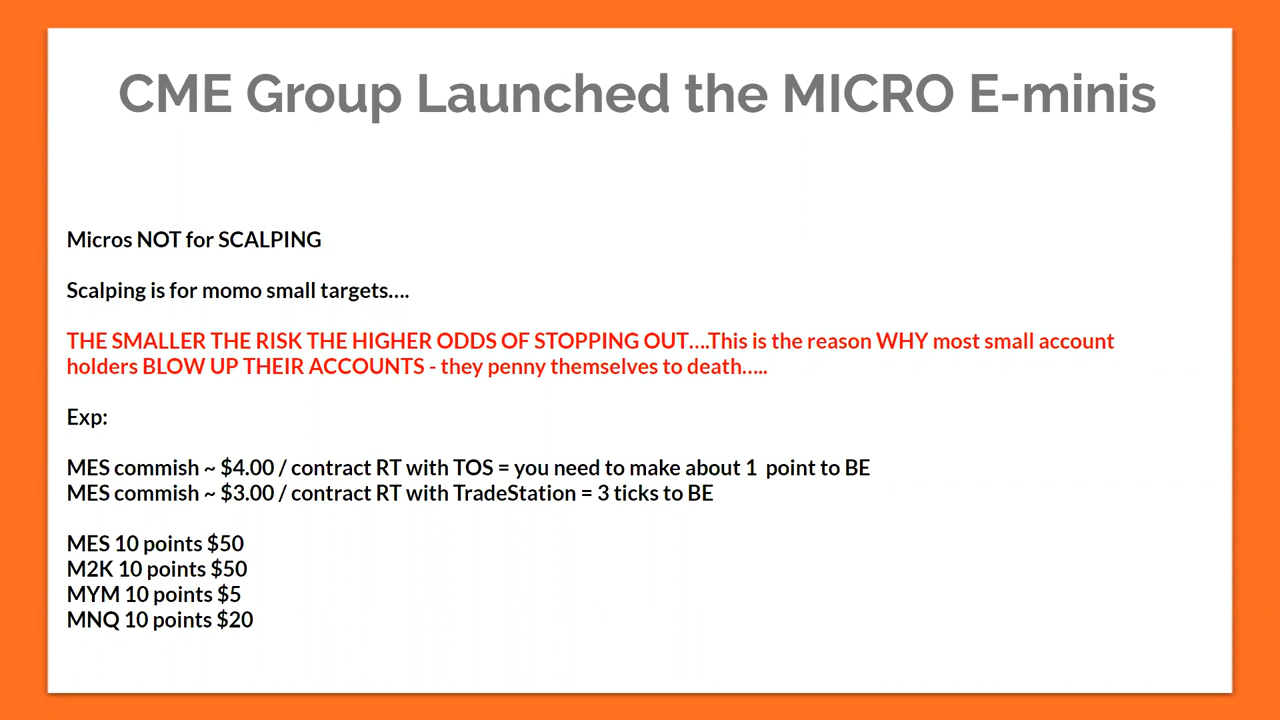 CME Group Launched the MICRO E-minis
Micros NOT for SCALPING
Scalping is for momo small targets....
THE SMALLER THE RISK THE HIGHER ODDS OF STOPPING OUT....This is the reason WHY most small account
holders BLOW UP THEIR ACCOUNTS - they penny themselves to death.....
Exp:
MES commish ~ $4.00 / contract RT with TOS = you need to make about 1 point to BE
MES commish ~ $3.00 / contract RT with TradeStation = 3 ticks to BE
MES 10 points $50
M2K 10 points $50
MYM 10 points $5
MNQ 10 points $20